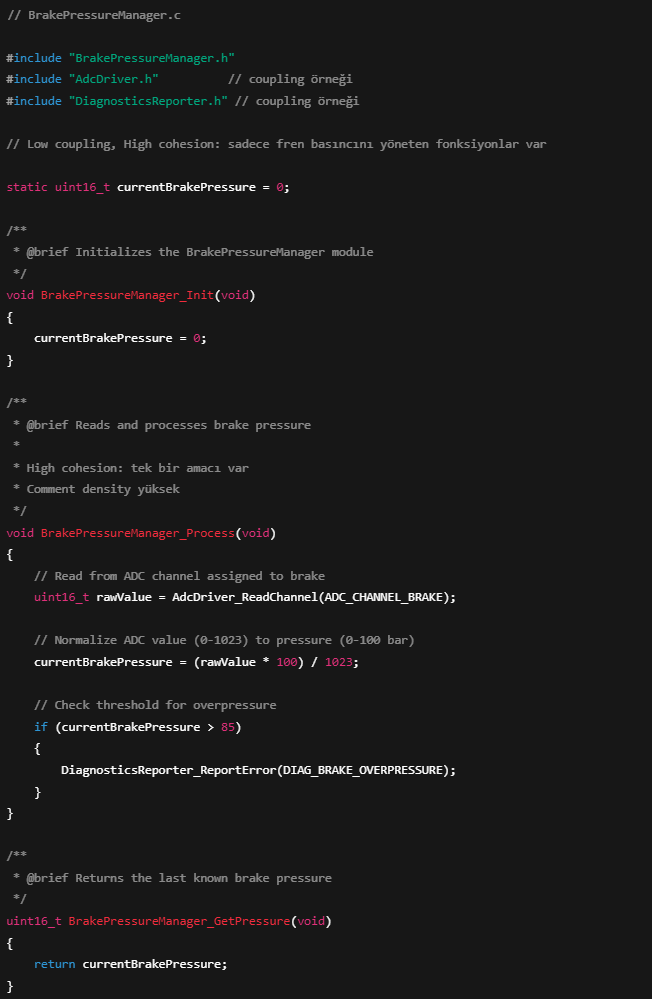 // BrakePressureManager.c
#include "BrakePressureManager.h"
#include "AdcDriver.h"          // coupling örneği
#include "DiagnosticsReporter.h" // coupling örneği
// Low coupling, High cohesion: sadece fren basıncını yöneten fonksiyonlar var
static uint16_t currentBrakePressure = 0;
/**
 * @brief Initializes the BrakePressureManager module
 */
void BrakePressureManager_Init(void)
{
    currentBrakePressure = 0;
}
/**
 * @brief Reads and processes brake pressure
 *
 * High cohesion: tek bir amacı var
 * Comment density yüksek
 */
void BrakePressureManager_Process(void)
{
    // Read from ADC channel assigned to brake
    uint16_t rawValue = AdcDriver_ReadChannel(ADC_CHANNEL_BRAKE);
    // Normalize ADC value (0-1023) to pressure (0-100 bar)
    currentBrakePressure = (rawValue * 100) / 1023;
    // Check threshold for overpressure
    if (currentBrakePressure > 85)
    {
        DiagnosticsReporter_ReportError(DIAG_BRAKE_OVERPRESSURE);
    }
}
/**
 * @brief Returns the last known brake pressure
 */
uint16_t BrakePressureManager_GetPressure(void)
{
    return currentBrakePressure;
}